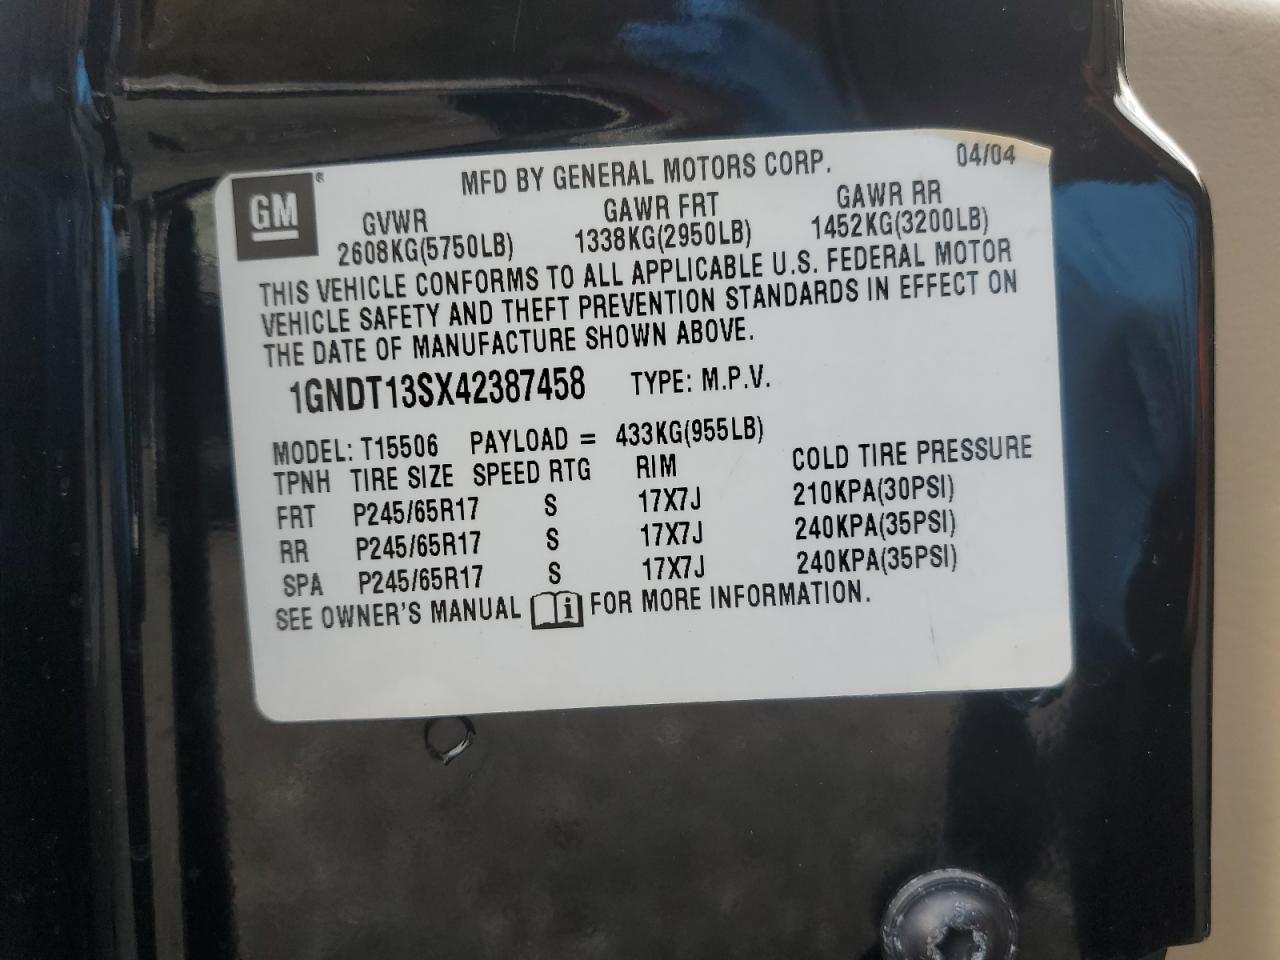 MFD BY GENERAL MOTORS CORP. 04/04
GM®
GVWR GAWR FRT GAWR RR
2608KG(5750LB) 1338KG(2950LB) 1452KG(3200LB)
THIS VEHICLE CONFORMS TO ALL APPLICABLE U.S. FEDERAL MOTOR
VEHICLE SAFETY AND THEFT PREVENTION STANDARDS IN EFFECT ON
THE DATE OF MANUFACTURE SHOWN ABOVE.
1GNDT13SX42387458 TYPE: M.P.V.
MODEL: T15506 PAYLOAD = 433KG(955LB)
TPNH TIRE SIZE SPEED RTG RIM COLD TIRE PRESSURE
FRT P245/65R17 S 17X7J 210KPA(30PSI)
RR P245/65R17 S 17X7J 240KPA(35PSI)
SPA P245/65R17 S 17X7J 240KPA(35PSI)
SEE OWNER'S MANUAL i FOR MORE INFORMATION.